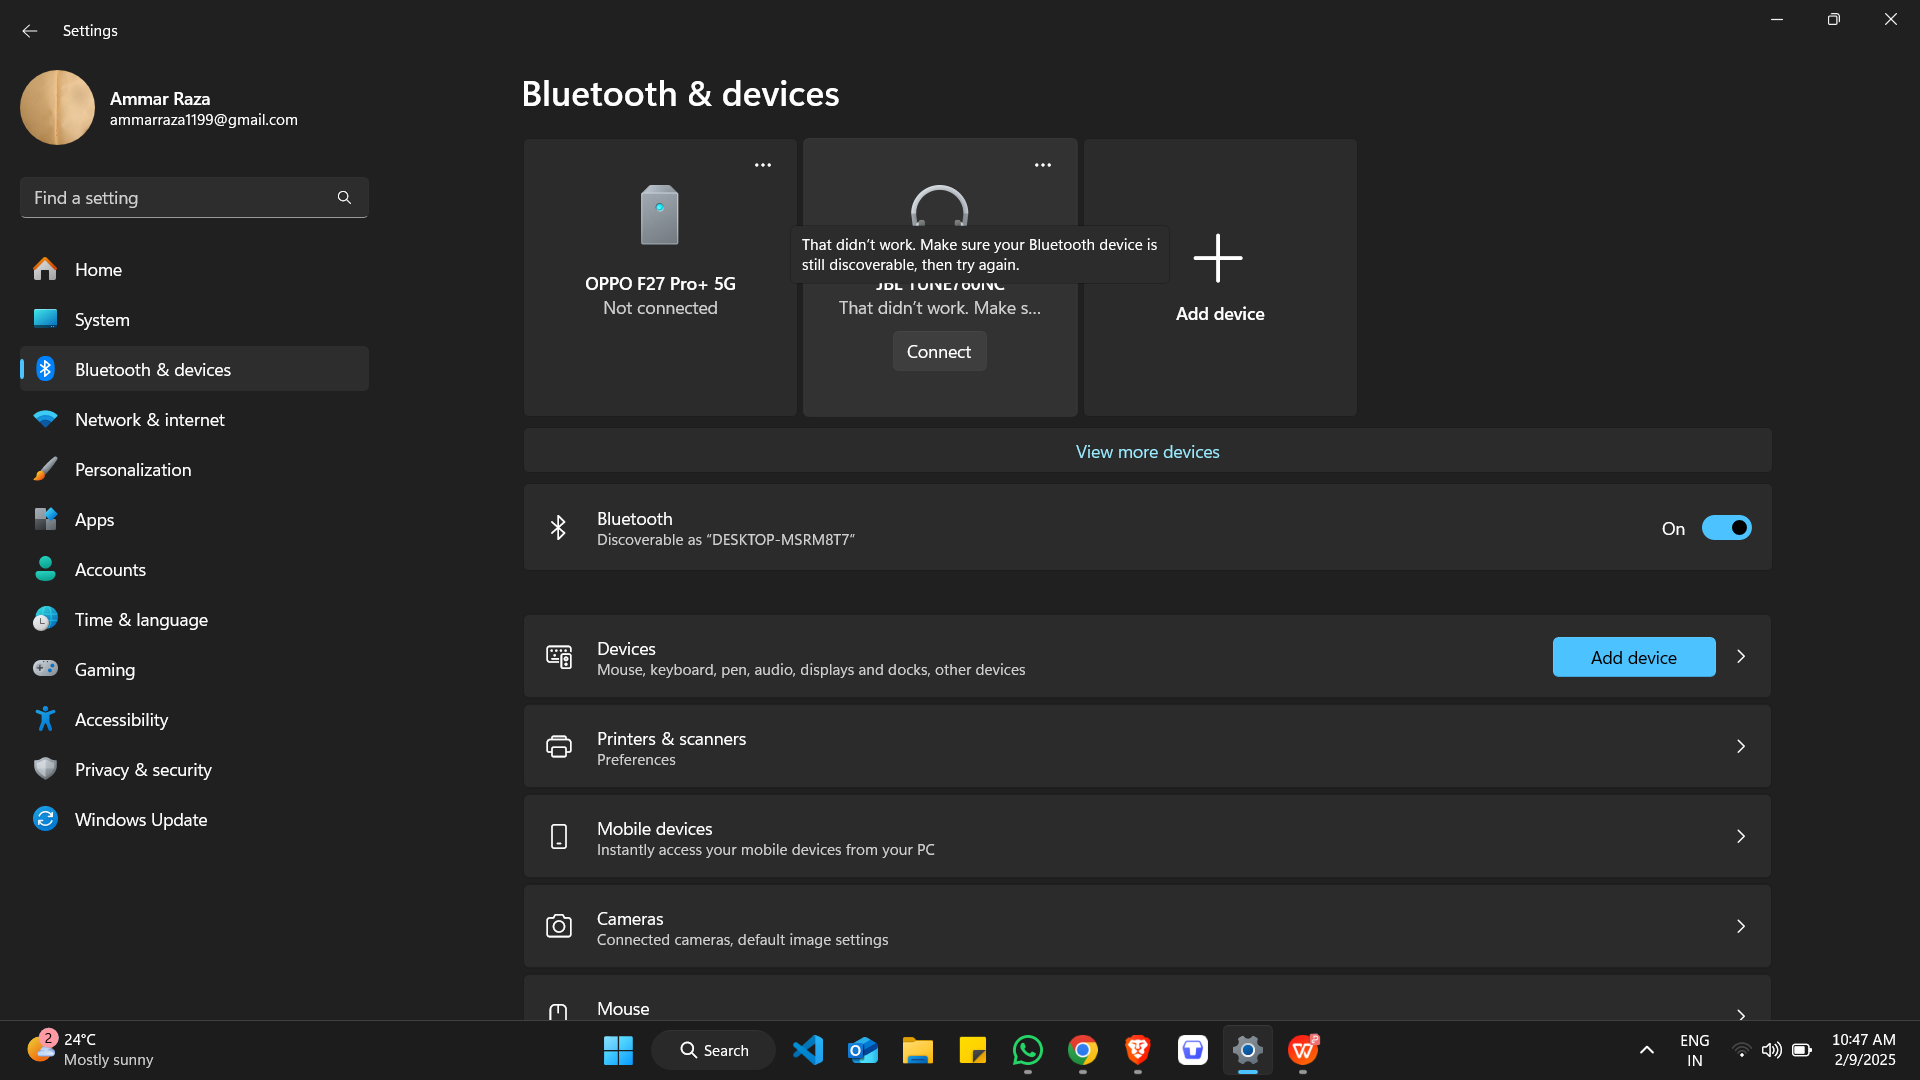 Settings
Ammar Raza
ammarraza1199@gmail.com
Find a setting
Home
System
Bluetooth & devices
Network & internet
Personalization
Apps
Accounts
Time & language
Gaming
Accessibility
Privacy & security
Windows Update
Bluetooth & devices
OPPO F27 Pro+ 5G
Not connected
That didn't work. Make sure your Bluetooth device is
still discoverable, then try again.
JBL TUNE760NC
That didn't work. Make s...
Connect
Add device
View more devices
Bluetooth
Discoverable as “DESKTOP-MSRM8T7”
On
Devices
Mouse, keyboard, pen, audio, displays and docks, other devices
Add device
Printers & scanners
Preferences
Mobile devices
Instantly access your mobile devices from your PC
Cameras
Connected cameras, default image settings
Mouse
2
24°C
Mostly sunny
Search
ENG
IN
10:47 AM
2/9/2025